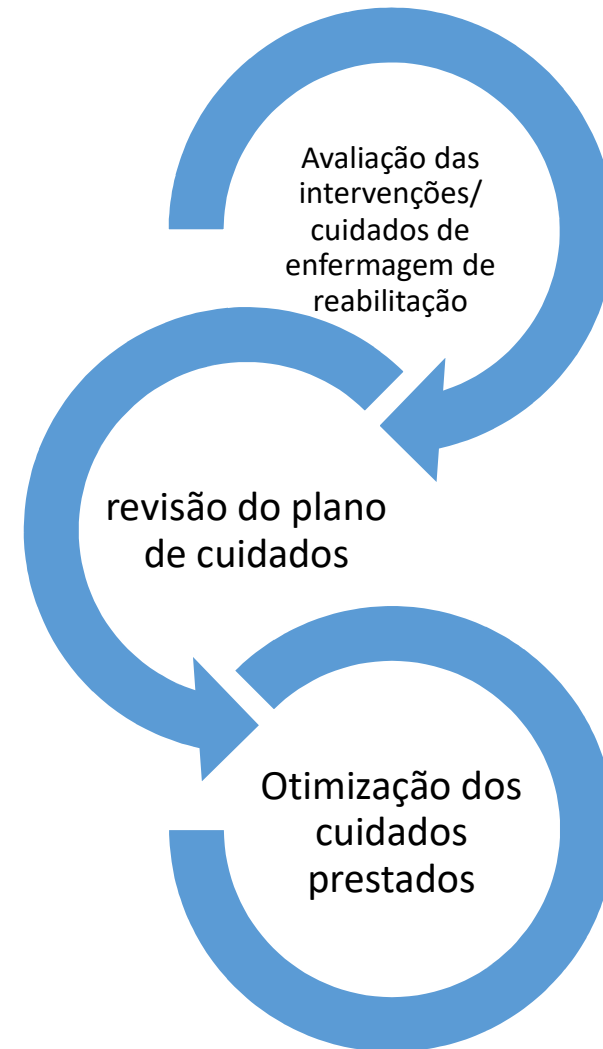 Avaliação das
intervenções/
cuidados de
enfermagem de
reabilitação
revisão do plano
de cuidados
Otimização dos
cuidados
prestados